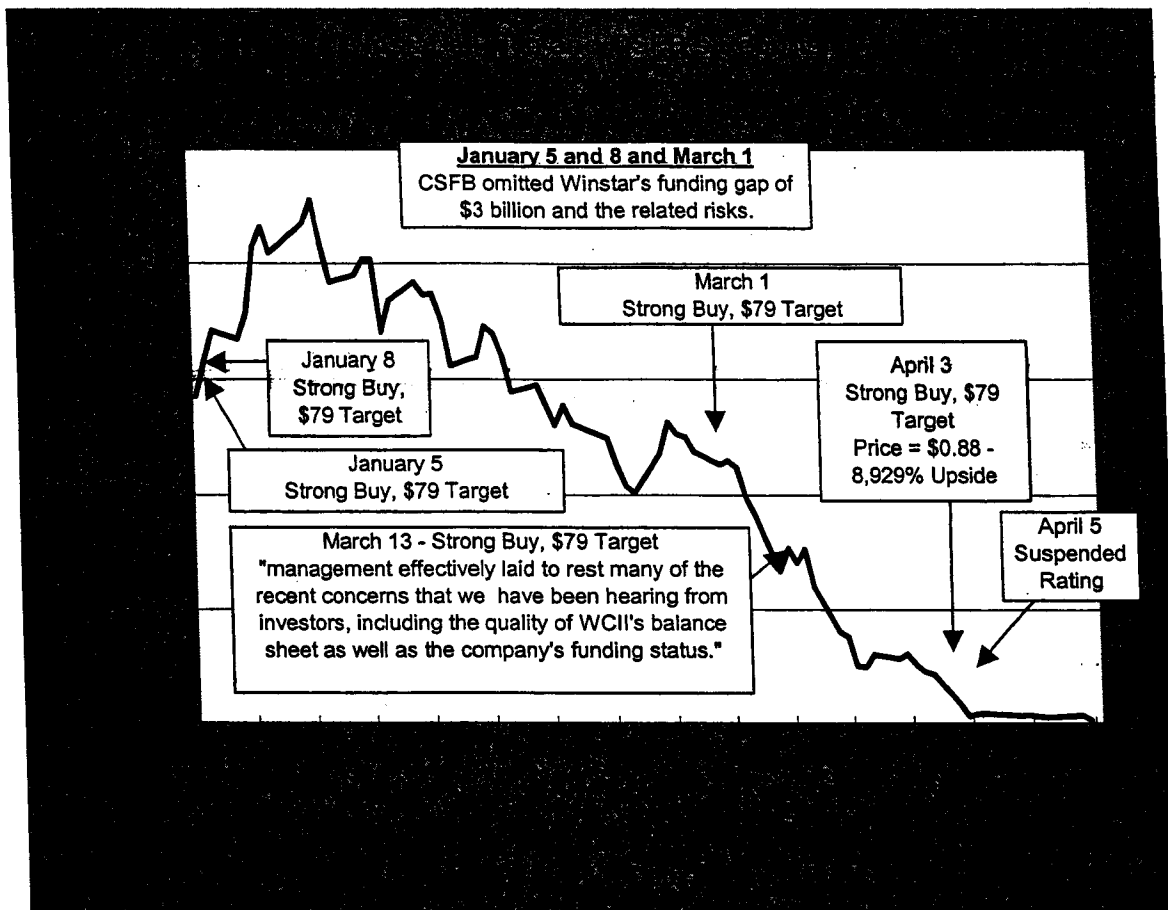 January 5 and 8 and March 1
CSFB omitted Winstar's funding gap of
$3 billion and the related risks.
March 1
Strong Buy, $79 Target
January 8
Strong Buy,
$79 Target
April 3
Strong Buy, $79
Target
Price = $0.88 -
8,929% Upside
January 5
Strong Buy, $79 Target
April 5
Suspended
Rating
March 13 - Strong Buy, $79 Target
"management effectively laid to rest many of the
recent concerns that we have been hearing from
investors, including the quality of WCII's balance
sheet as well as the company's funding status."